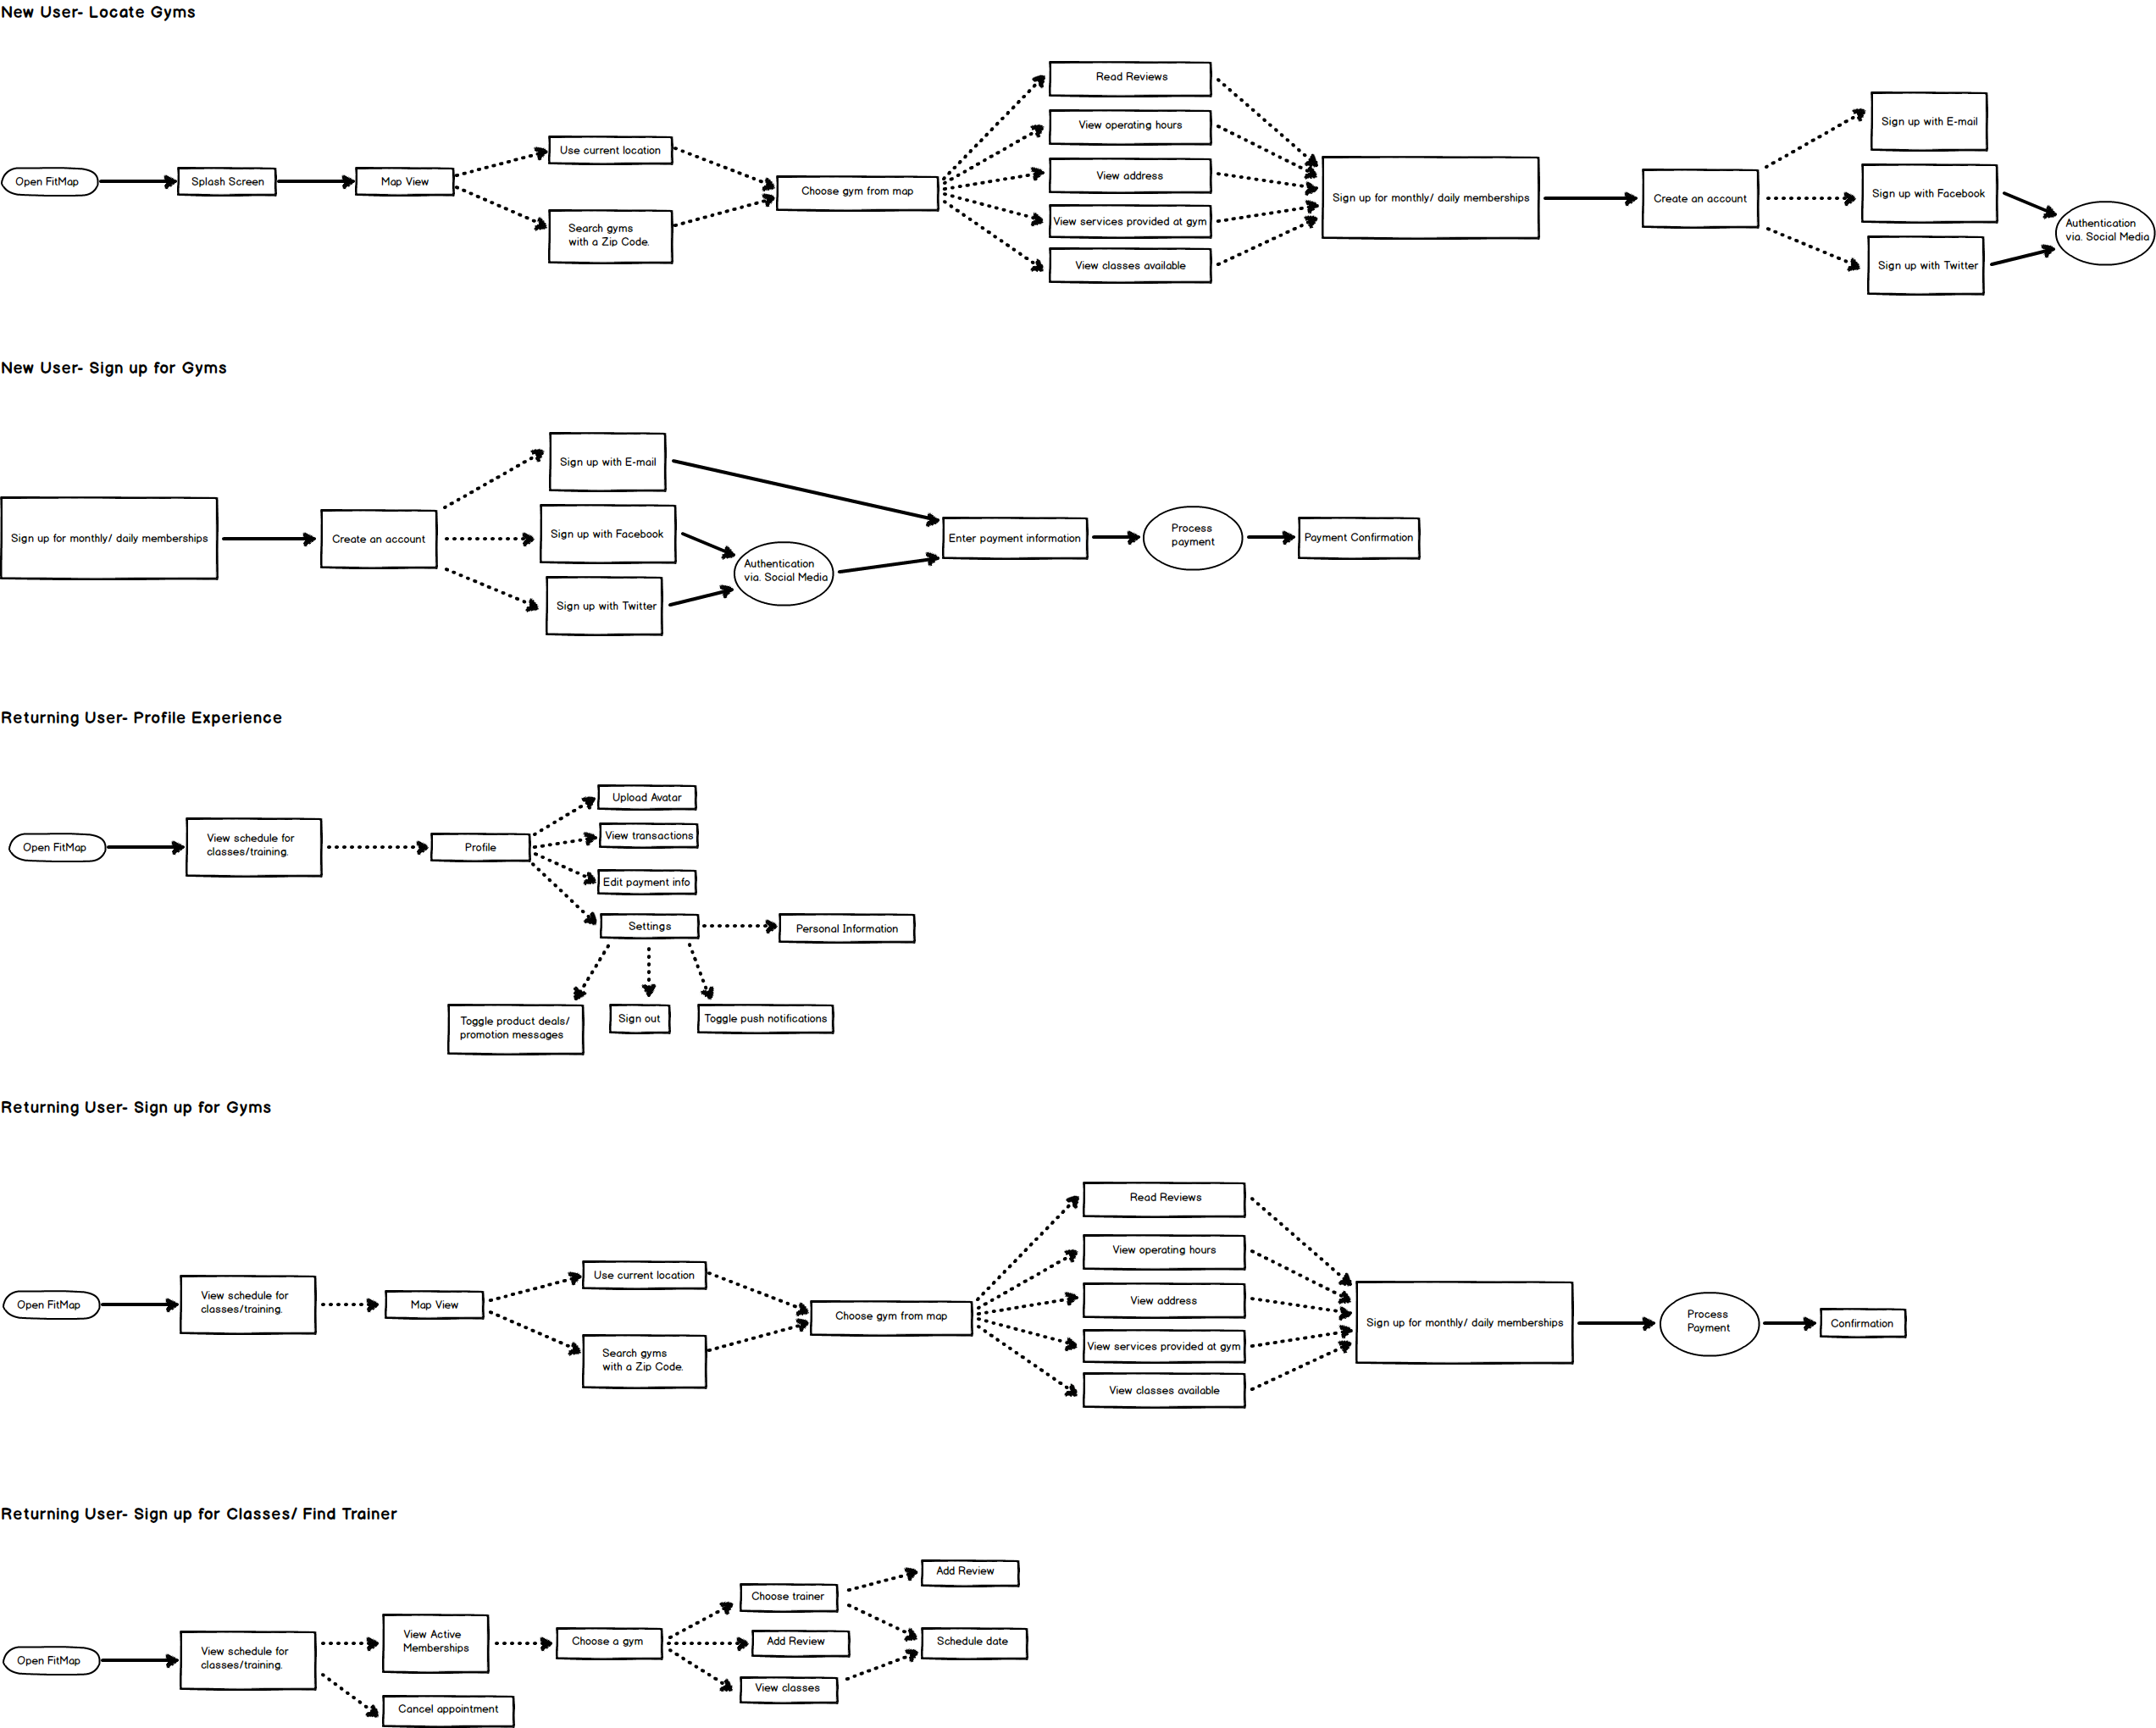 New User- Locate Gyms
Open FitMap
Splash Screen
Map View
Use current location
Search gyms
with a Zip Code.
Choose gym from map
Read Reviews
View operating hours
View address
View services provided at gym
View classes available
Sign up for monthly/ daily memberships
Create an account
Sign up with E-mail
Sign up with Facebook
Sign up with Twitter
Authentication
via. Social Media
New User- Sign up for Gyms
Sign up for monthly/ daily memberships
Create an account
Sign up with E-mail
Sign up with Facebook
Sign up with Twitter
Authentication
via. Social Media
Enter payment information
Process
payment
Payment Confirmation
Returning User- Profile Experience
Open FitMap
View schedule for
classes/training.
Profile
Upload Avatar
View transactions
Edit payment info
Settings
Personal Information
Toggle product deals/
promotion messages
Sign out
Toggle push notifications
Returning User- Sign up for Gyms
Open FitMap
View schedule for
classes/training.
Map View
Use current location
Search gyms
with a Zip Code.
Choose gym from map
Read Reviews
View operating hours
View address
View services provided at gym
View classes available
Sign up for monthly/ daily memberships
Process
Payment
Confirmation
Returning User- Sign up for Classes/ Find Trainer
Open FitMap
View schedule for
classes/training.
View Active
Memberships
Cancel appointment
Choose a gym
Choose trainer
Add Review
View classes
Add Review
Schedule date